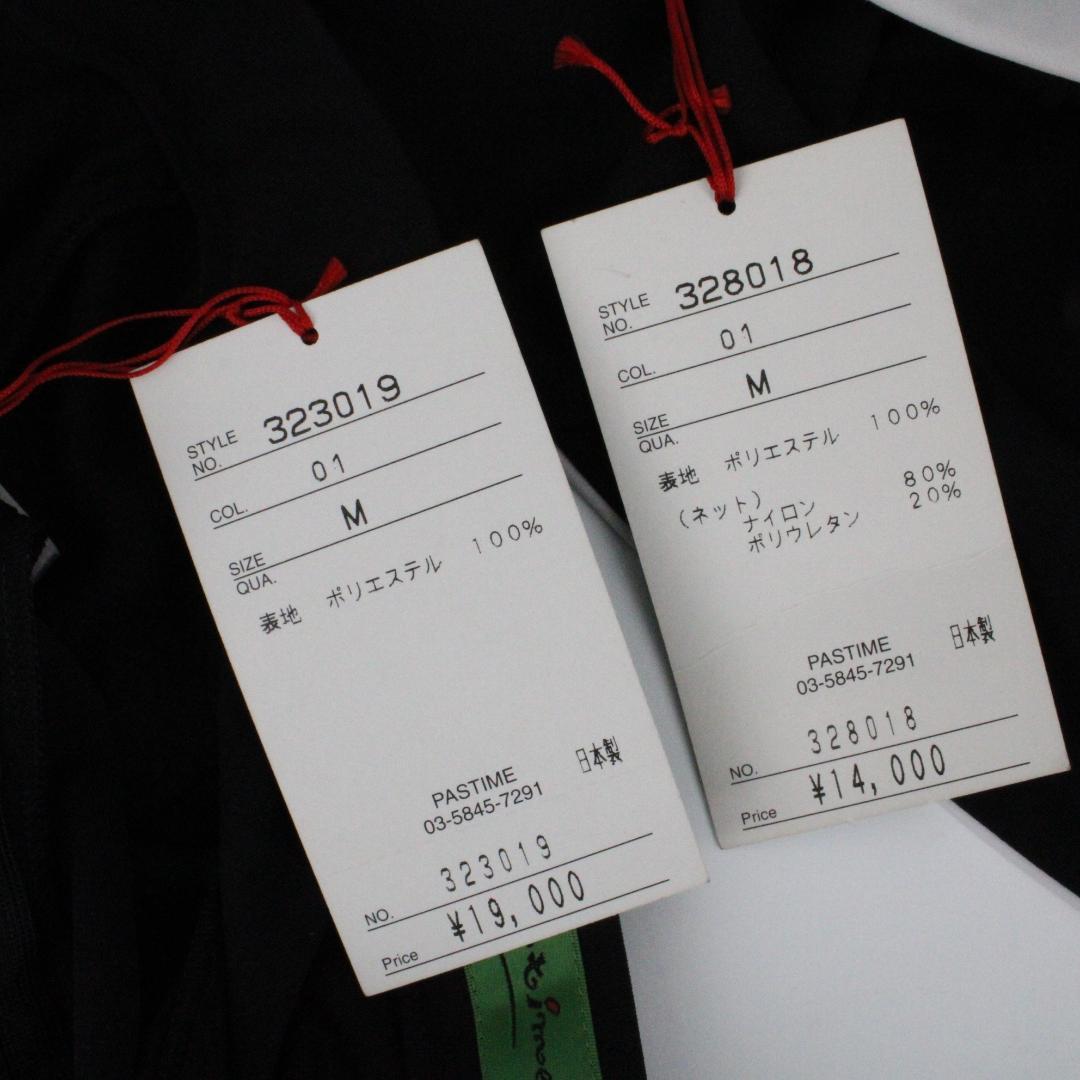 STYLE NO. 323019
COL. 01
SIZE M
QUA.
表地 ポリエステル 100%
日本製
PASTIME
03-5845-7291
NO. 323019
Price ¥19,000
STYLE NO. 328018
COL. 01
SIZE M
QUA.
表地 ポリエステル 100%
(ネット)
ナイロン 80%
ポリウレタン 20%
日本製
PASTIME
03-5845-7291
NO. 328018
Price ¥14,000